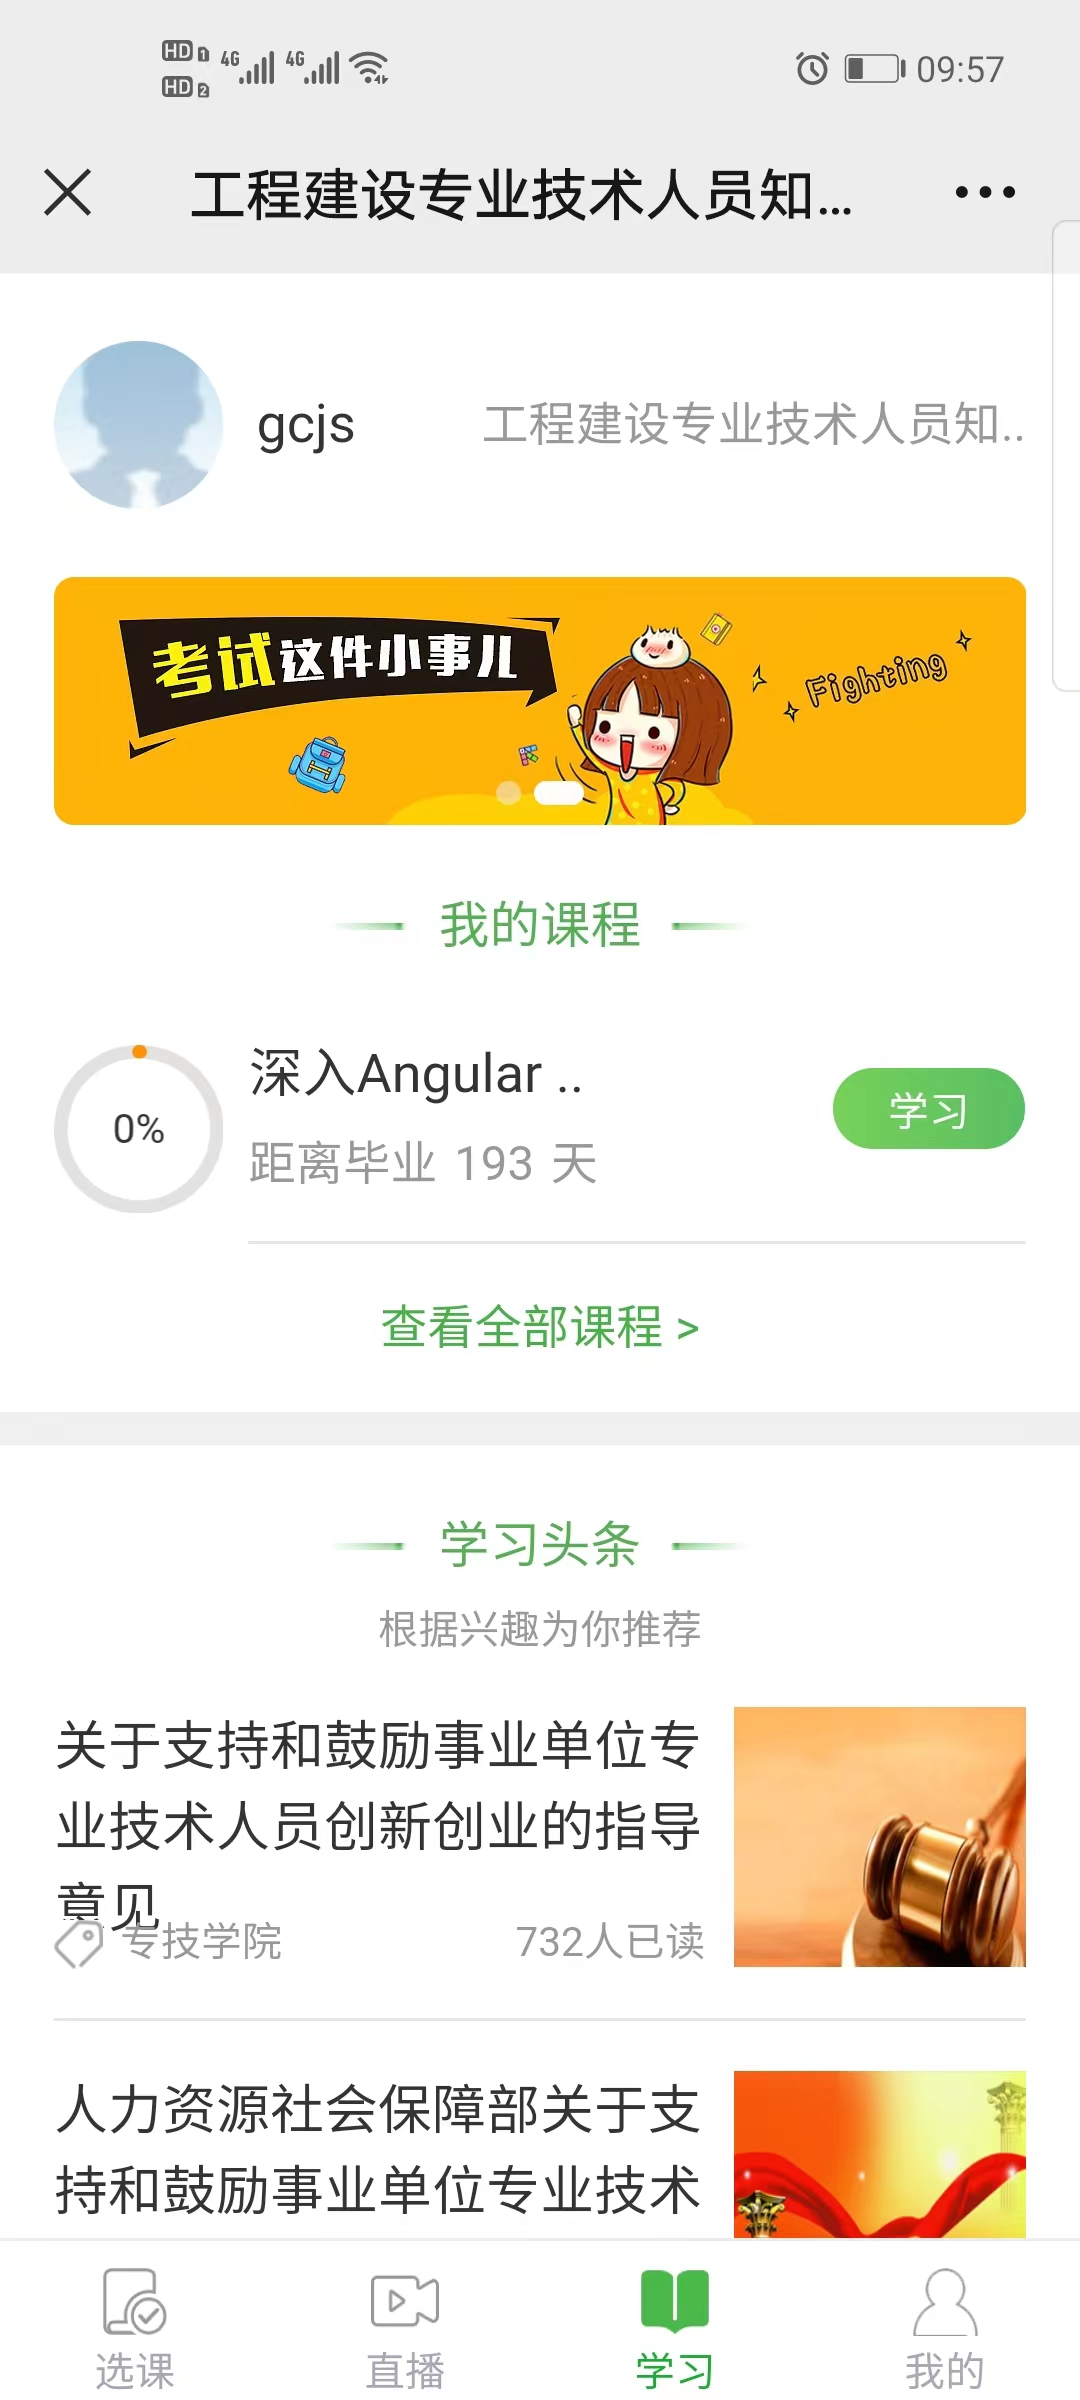 HD 1 4G 4G 09:57
HD 2
工程建设专业技术人员知...
gcjs 工程建设专业技术人员知..
考试这件小事儿
Fighting
我的课程
0%
深入Angular ..
学习
距离毕业 193 天
查看全部课程 >
学习头条
根据兴趣为你推荐
关于支持和鼓励事业单位专
业技术人员创新创业的指导
意见
专技学院 732人已读
人力资源社会保障部关于支
持和鼓励事业单位专业技术
选课 直播 学习 我的